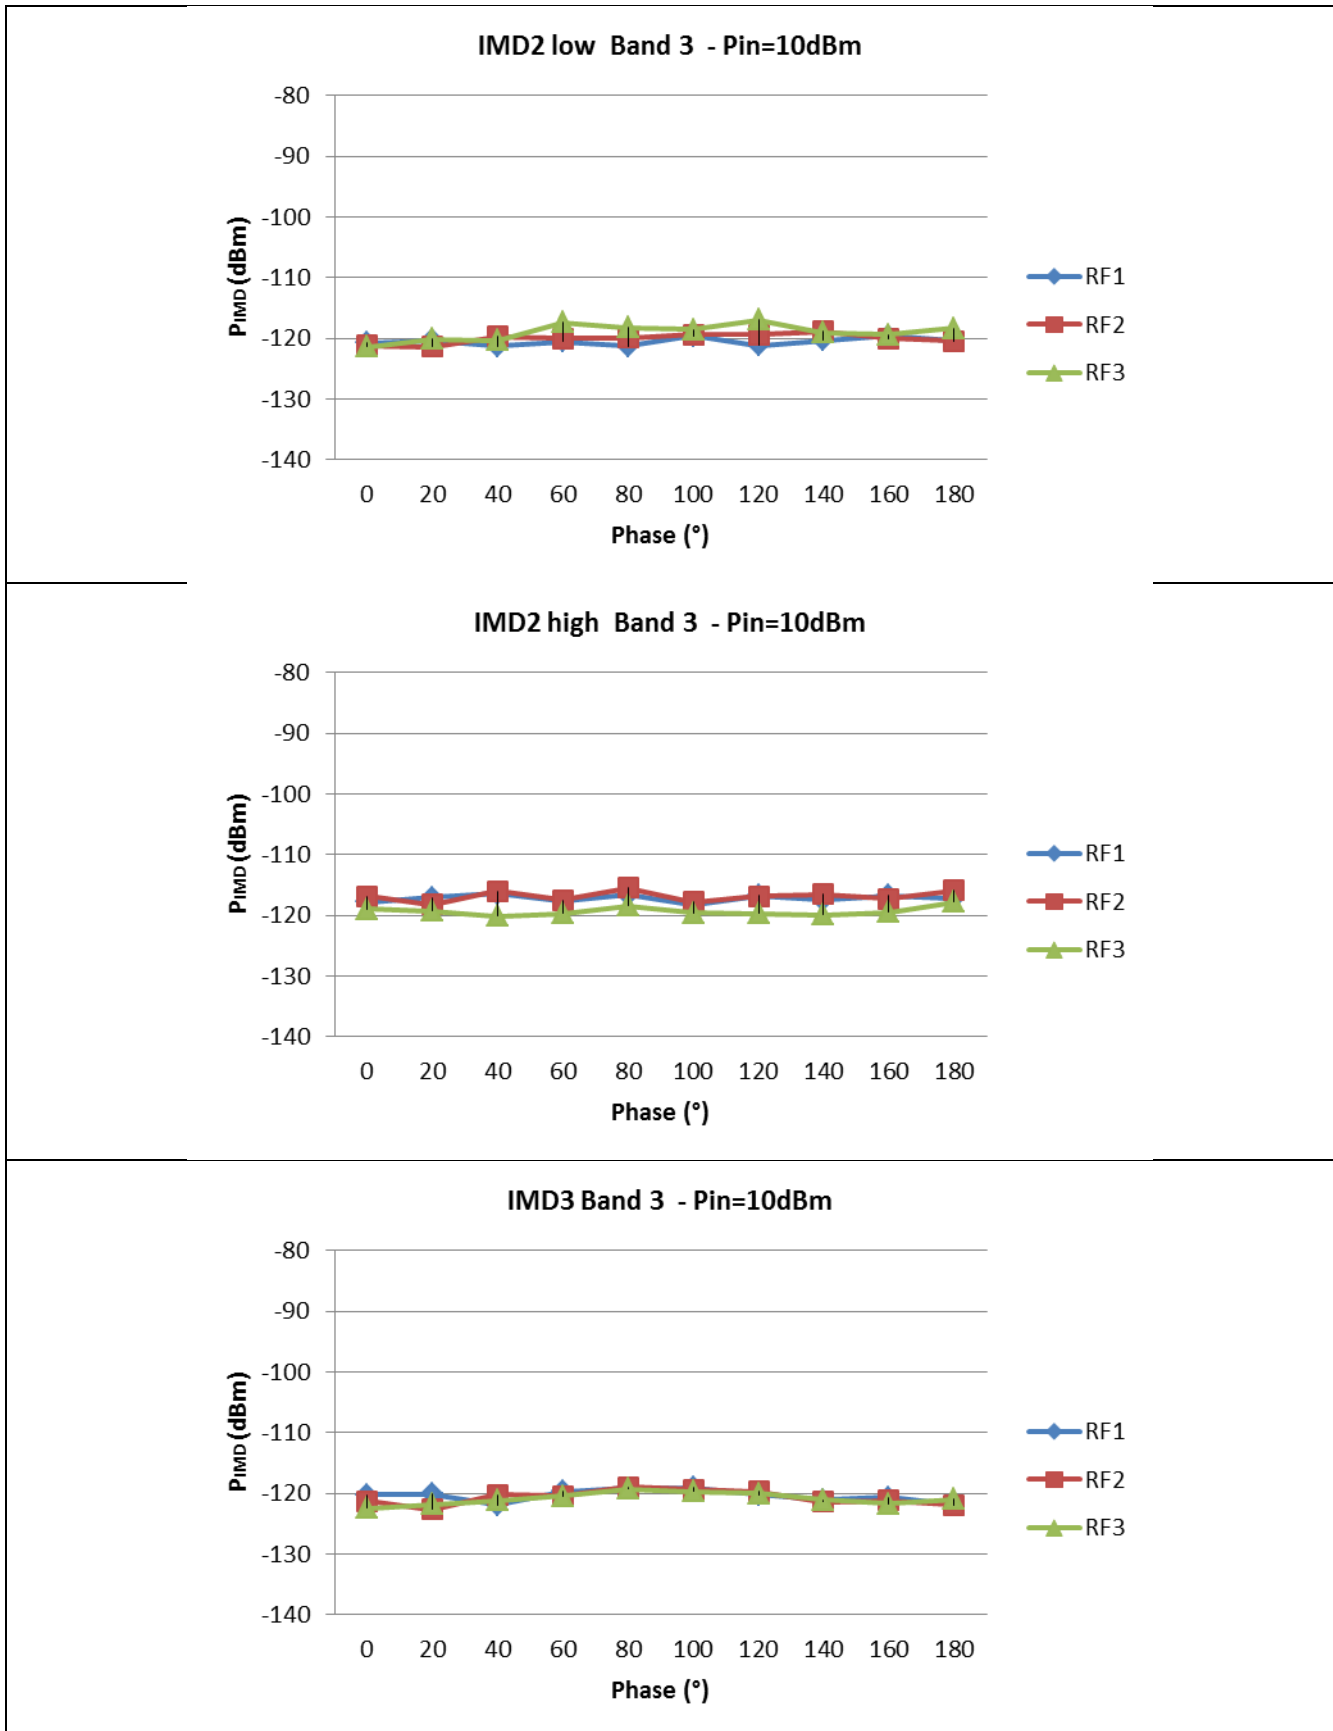 IMD2 low  Band 3  - Pin=10dBm
-80
-90
-100
-110
-120
-130
-140
PIMD (dBm)
0 20 40 60 80 100 120 140 160 180
Phase (°)
RF1
RF2
RF3
IMD2 high  Band 3  - Pin=10dBm
-80
-90
-100
-110
-120
-130
-140
PIMD (dBm)
0 20 40 60 80 100 120 140 160 180
Phase (°)
RF1
RF2
RF3
IMD3 Band 3  - Pin=10dBm
-80
-90
-100
-110
-120
-130
-140
PIMD (dBm)
0 20 40 60 80 100 120 140 160 180
Phase (°)
RF1
RF2
RF3